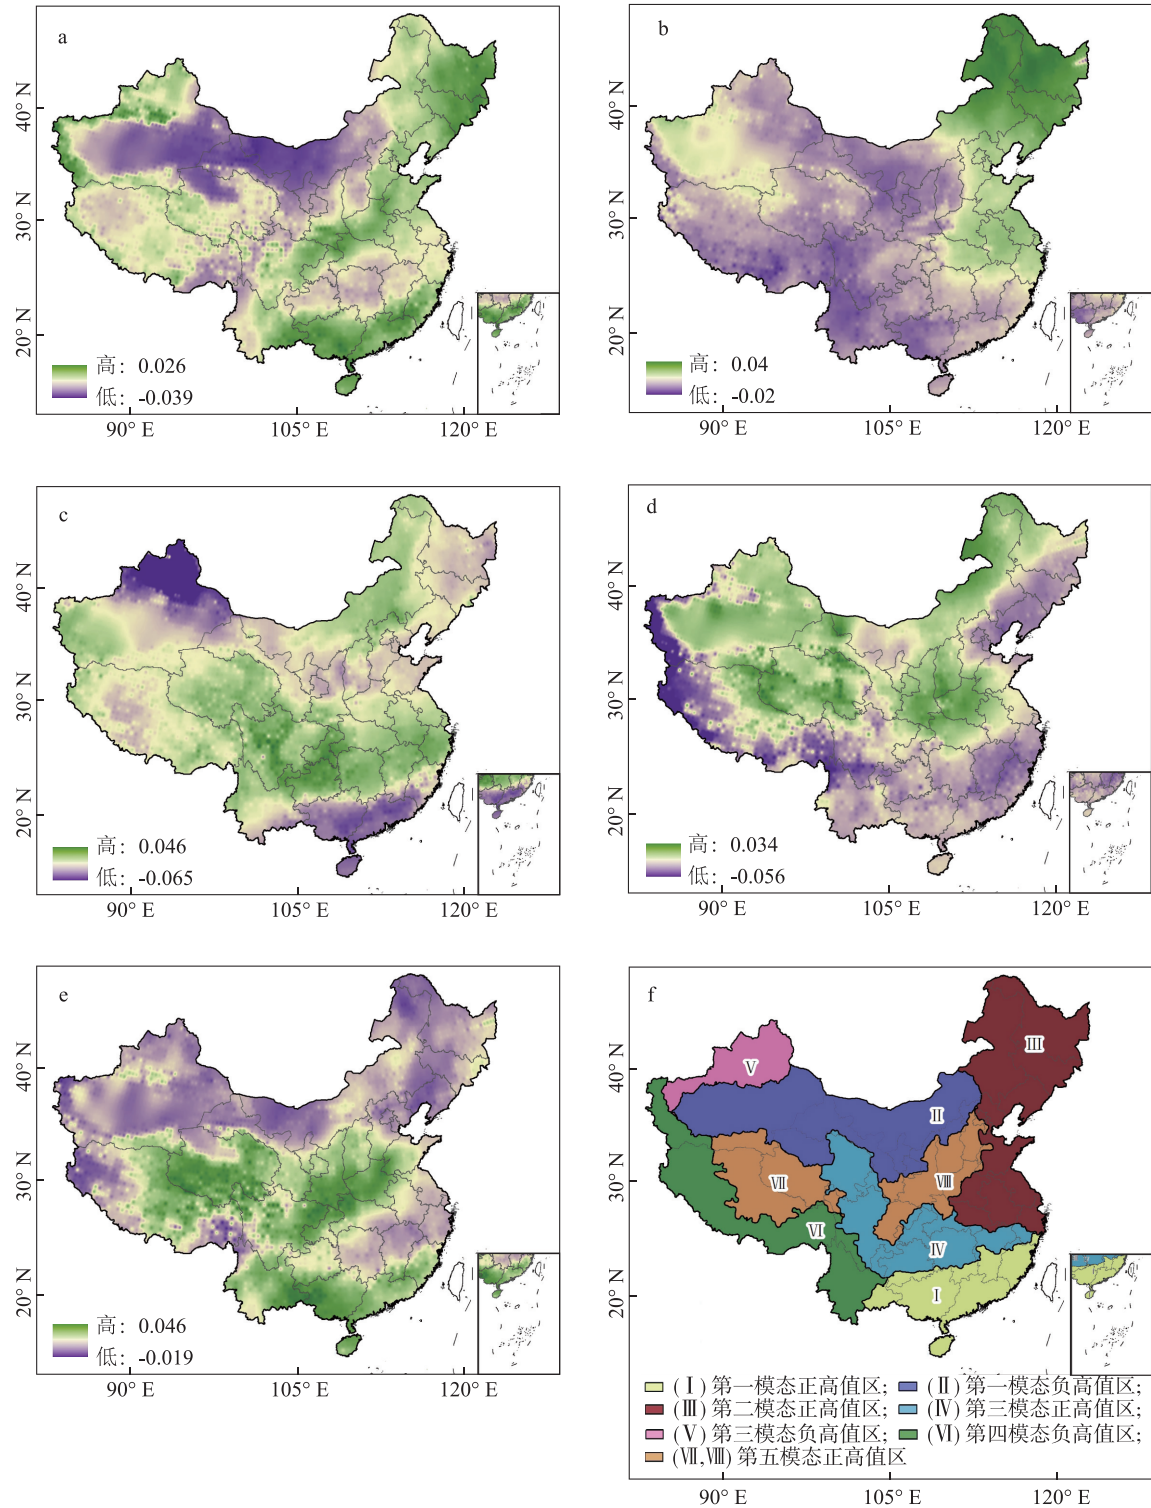 a
40° N
30° N
20° N
高：0.026
低：-0.039
90° E
105° E
120° E
b
40° N
30° N
20° N
高：0.04
低：-0.02
90° E
105° E
120° E
c
40° N
30° N
20° N
高：0.046
低：-0.065
90° E
105° E
120° E
d
40° N
30° N
20° N
高：0.034
低：-0.056
90° E
105° E
120° E
e
40° N
30° N
20° N
高：0.046
低：-0.019
90° E
105° E
120° E
f
40° N
30° N
20° N
Ⅲ
Ⅴ
Ⅱ
Ⅶ
Ⅷ
Ⅵ
Ⅳ
Ⅰ
(Ⅰ) 第一模态正高值区; (Ⅱ) 第一模态负高值区;
(Ⅲ) 第二模态正高值区; (Ⅳ) 第三模态正高值区;
(Ⅴ) 第三模态负高值区; (Ⅵ) 第四模态负高值区;
(Ⅶ,Ⅷ) 第五模态正高值区
90° E
105° E
120° E